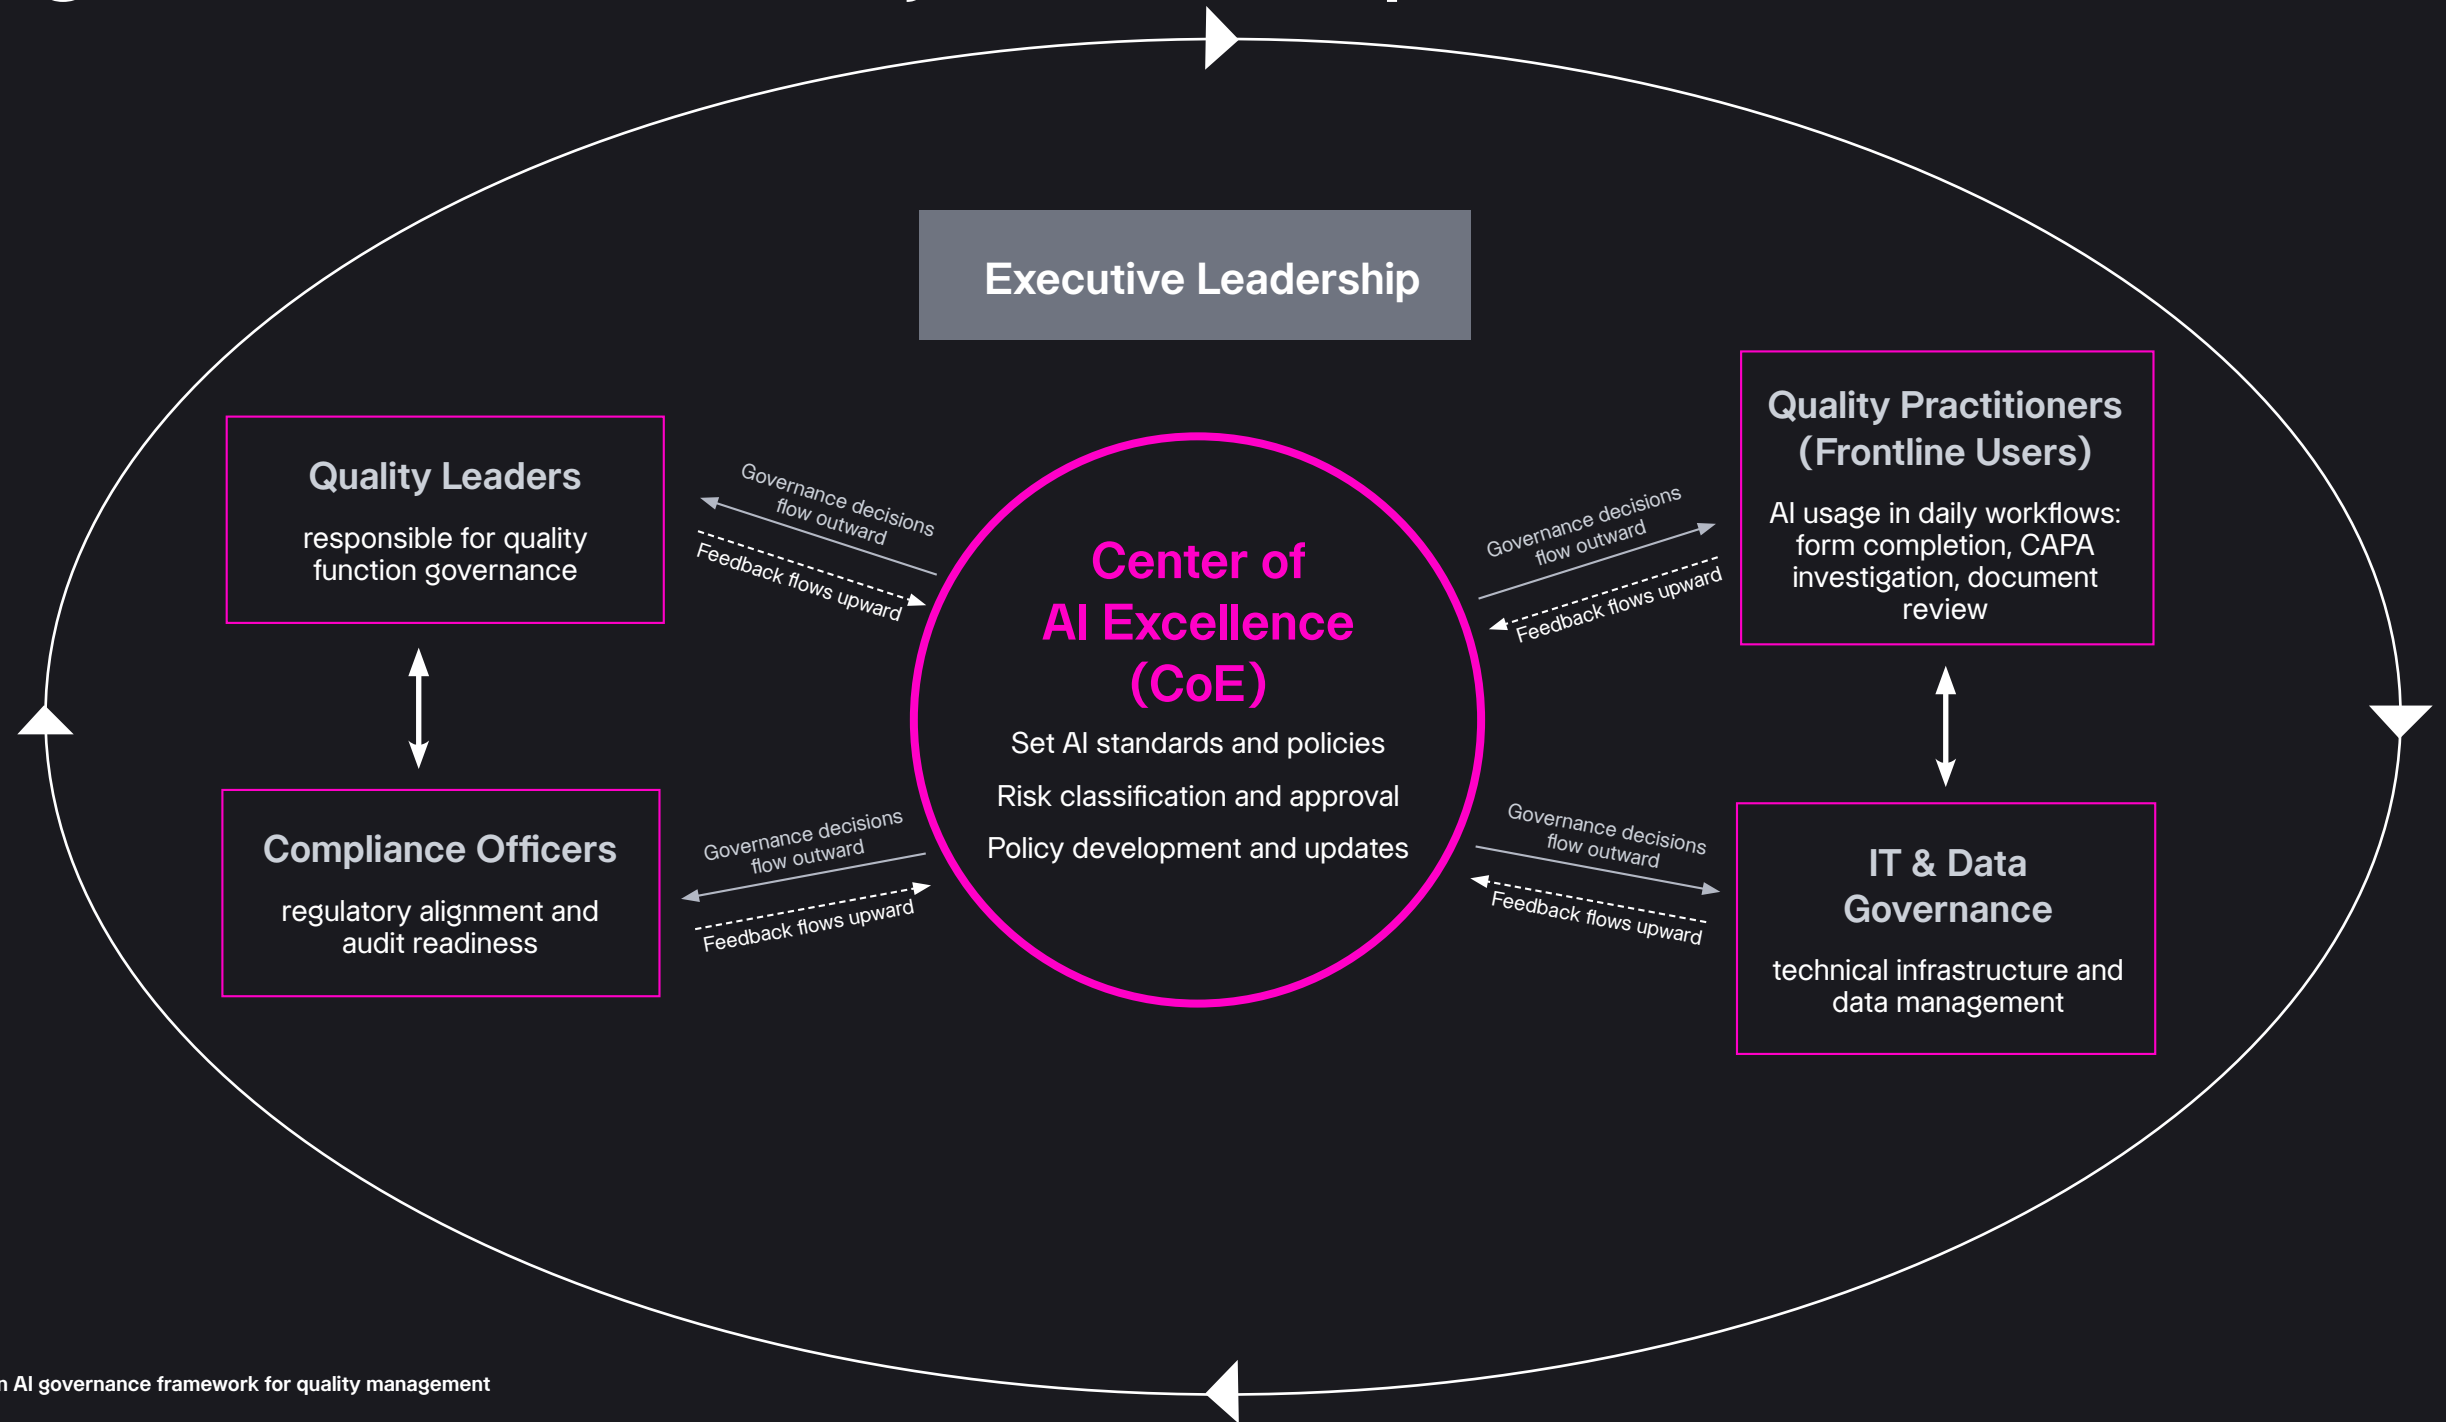 Executive Leadership
Quality Leaders
responsible for quality
function governance
Governance decisions
flow outward
Feedback flows upward
Center of
AI Excellence
(CoE)
Set AI standards and policies
Risk classification and approval
Policy development and updates
Governance decisions
flow outward
Feedback flows upward
Quality Practitioners
(Frontline Users)
AI usage in daily workflows:
form completion, CAPA
investigation, document
review
Compliance Officers
regulatory alignment and
audit readiness
Governance decisions
flow outward
Feedback flows upward
Governance decisions
flow outward
Feedback flows upward
IT & Data
Governance
technical infrastructure and
data management
AI governance framework for quality management